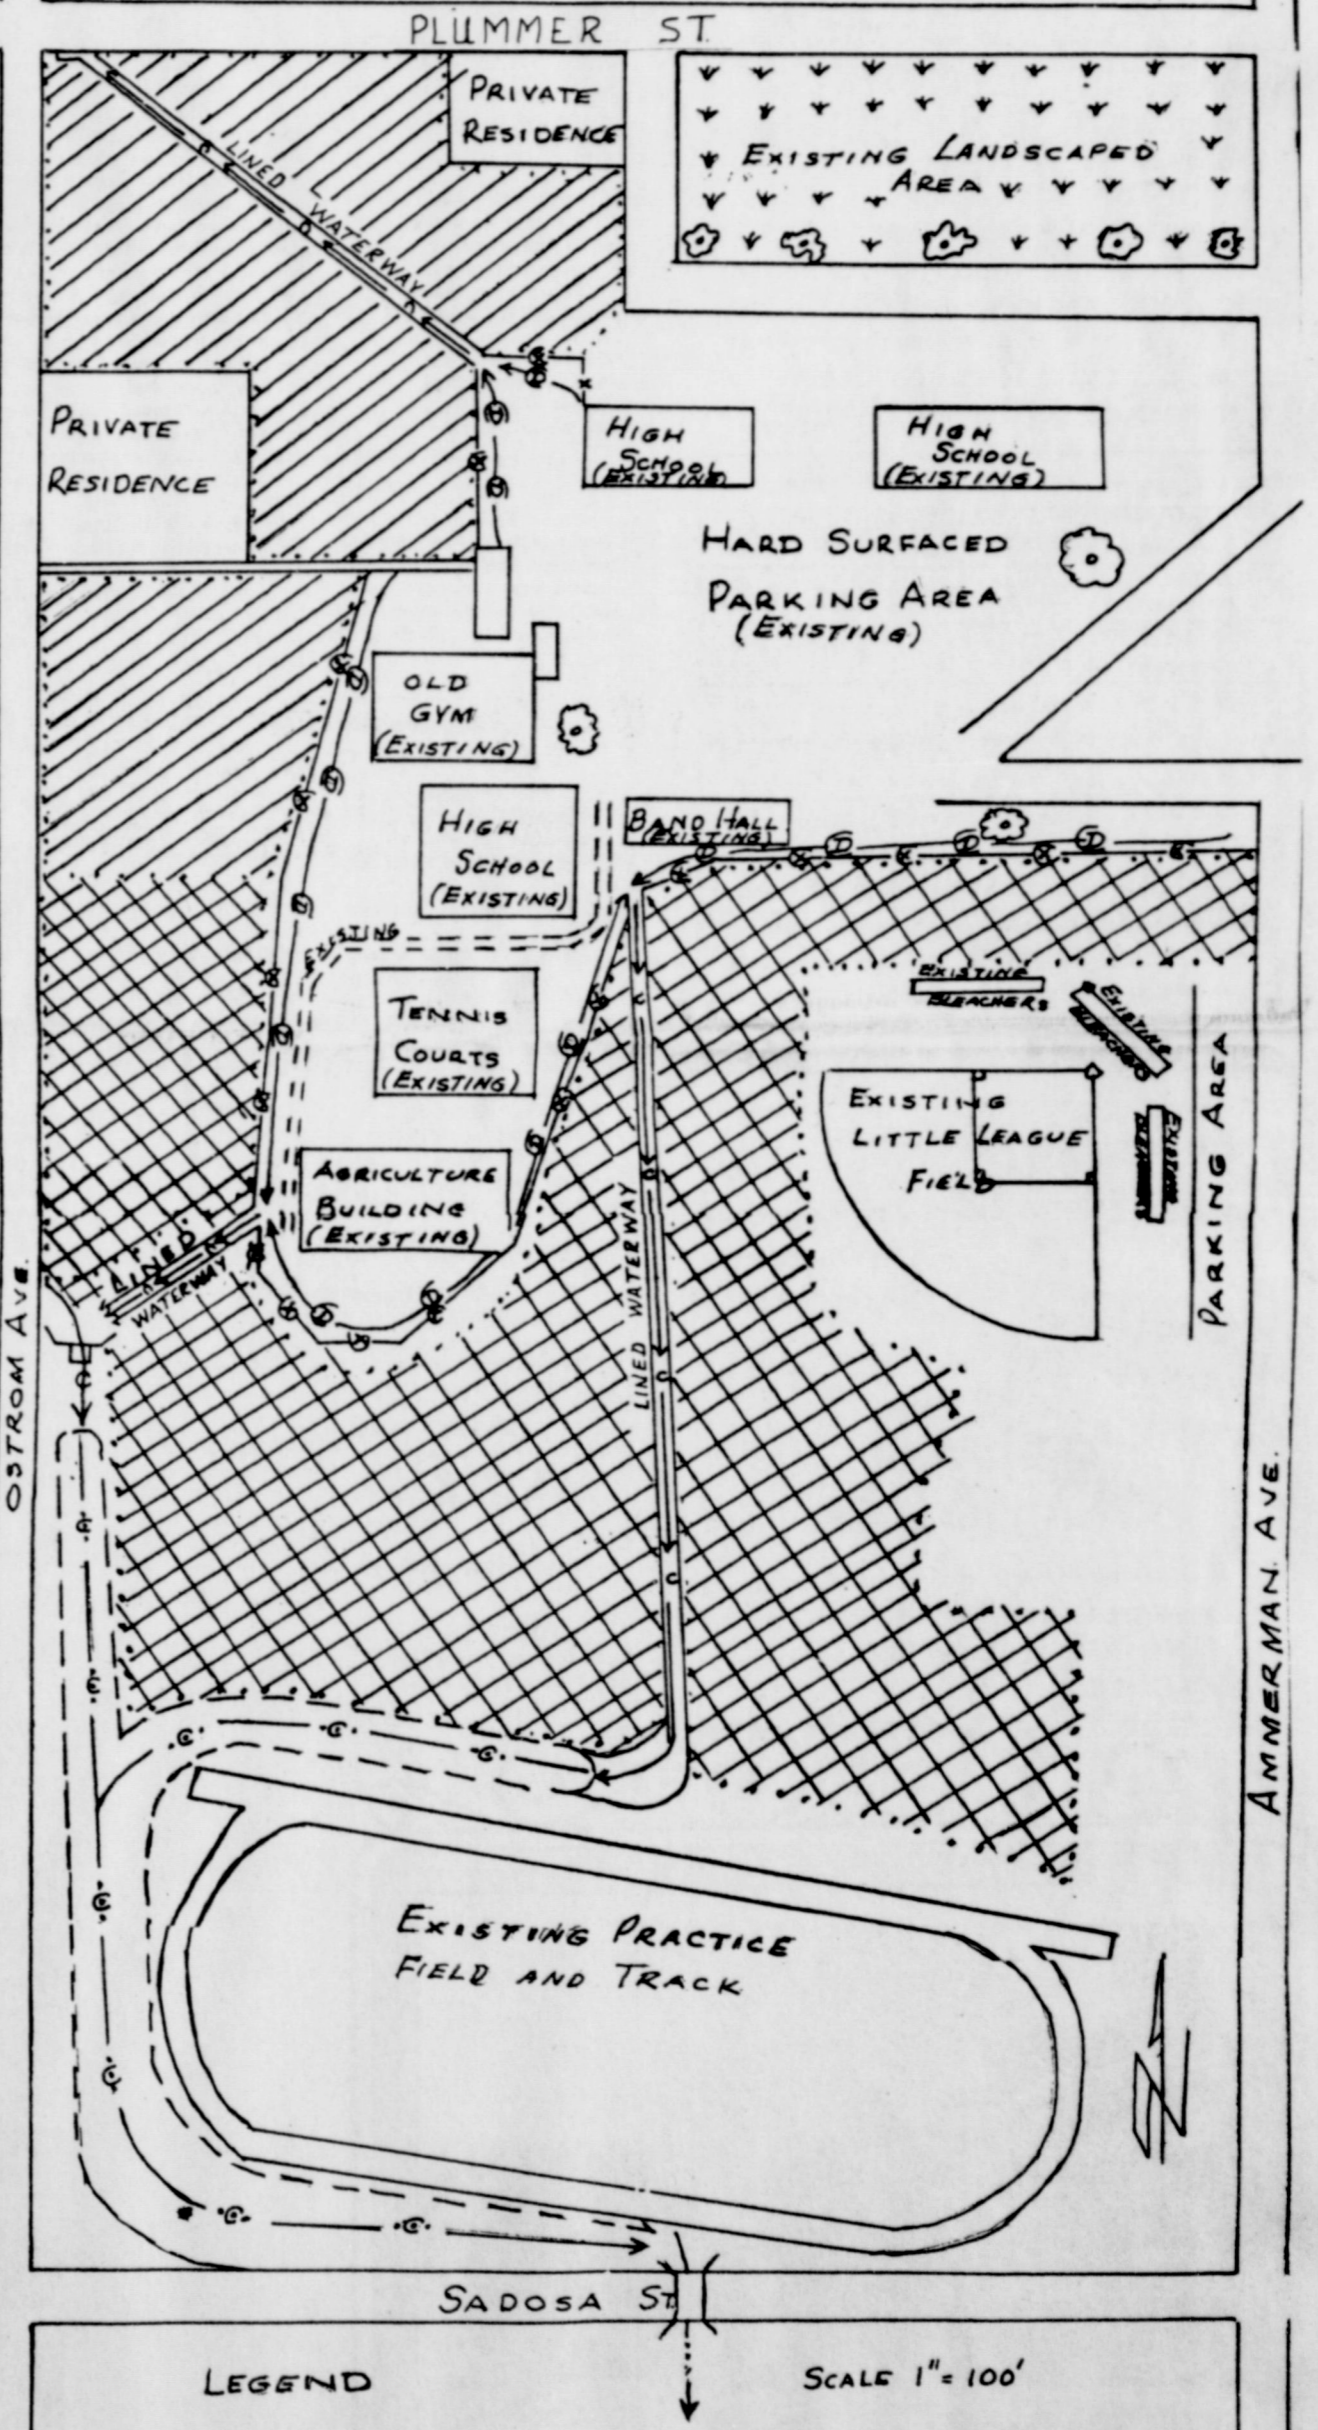 PLUMMER ST.
PRIVATE
RESIDENCE
EXISTING LANDSCAPED
AREA
LINED
WATERWAY
PRIVATE
RESIDENCE
HIGH
SCHOOL
(EXISTING)
HIGH
SCHOOL
(EXISTING)
HARD SURFACED
PARKING AREA
(EXISTING)
OLD
GYM
(EXISTING)
HIGH
SCHOOL
(EXISTING)
BAND HALL
(EXISTING)
EXISTING
TENNIS
COURTS
(EXISTING)
EXISTING
BLEACHERS
EXISTING
BLEACHERS
EXISTING
BLEACHERS
EXISTING
LITTLE LEAGUE
FIELD
PARKING AREA
AGRICULTURE
BUILDING
(EXISTING)
LINED
WATERWAY
LINED WATERWAY
OSTROM AVE.
AMMERMAN AVE.
EXISTING PRACTICE
FIELD AND TRACK
SADOSA ST.
LEGEND
SCALE 1"= 100'